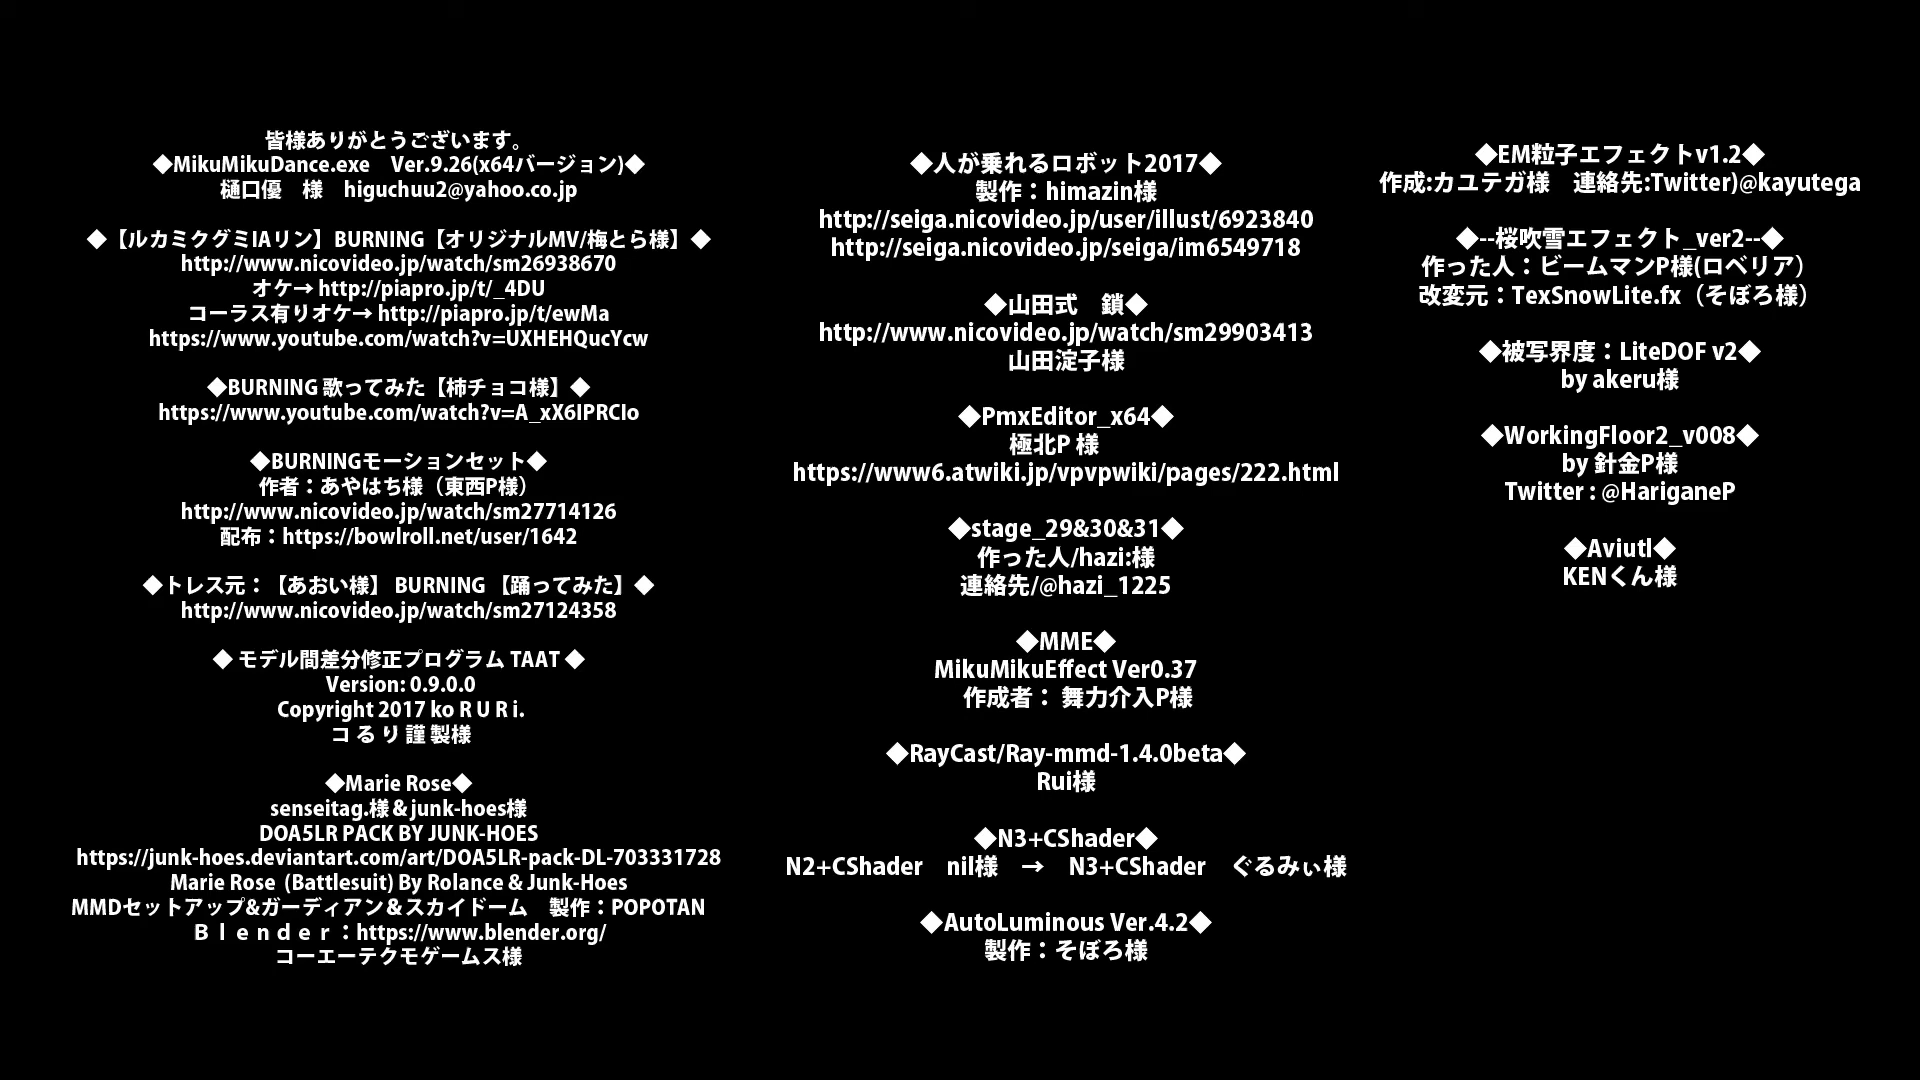 皆様ありがとうございます。
◆MikuMikuDance.exe　Ver.9.26(x64バージョン)◆
樋口優　様　higuchuu2@yahoo.co.jp
◆【ルカミクグミIAリン】BURNING【オリジナルMV/梅とら様】◆
http://www.nicovideo.jp/watch/sm26938670
オケ→ http://piapro.jp/t/_4DU
コーラス有りオケ→ http://piapro.jp/t/ewMa
https://www.youtube.com/watch?v=UXHEHQucYcw
◆BURNING 歌ってみた【柿チョコ様】◆
https://www.youtube.com/watch?v=A_xX6IPRCIo
◆BURNINGモーションセット◆
作者：あやはち様（東西P様）
http://www.nicovideo.jp/watch/sm27714126
配布：https://bowlroll.net/user/1642
◆トレス元：【あおい様】 BURNING 【踊ってみた】◆
http://www.nicovideo.jp/watch/sm27124358
◆ モデル間差分修正プログラム TAAT ◆
Version: 0.9.0.0
Copyright 2017 ko R U R i.
コ る り 謹 製様
◆Marie Rose◆
senseitag.様＆junk-hoes様
DOA5LR PACK BY JUNK-HOES
https://junk-hoes.deviantart.com/art/DOA5LR-pack-DL-703331728
Marie Rose  (Battlesuit) By Rolance & Junk-Hoes
MMDセットアップ&ガーディアン＆スカイドーム　製作：POPOTAN
Ｂｌｅｎｄｅｒ：https://www.blender.org/
コーエーテクモゲームス様
◆人が乗れるロボット2017◆
製作：himazin様
http://seiga.nicovideo.jp/user/illust/6923840
http://seiga.nicovideo.jp/seiga/im6549718
◆山田式　鎖◆
http://www.nicovideo.jp/watch/sm29903413
山田淀子様
◆PmxEditor_x64◆
極北P 様
https://www6.atwiki.jp/vpvpwiki/pages/222.html
◆stage_29&30&31◆
作った人/hazi:様
連絡先/@hazi_1225
◆MME◆
MikuMikuEffect Ver0.37
作成者： 舞力介入P様
◆RayCast/Ray-mmd-1.4.0beta◆
Rui様
◆N3+CShader◆
N2+CShader　nil様　→　N3+CShader　ぐるみぃ様
◆AutoLuminous Ver.4.2◆
製作：そぼろ様
◆EM粒子エフェクトv1.2◆
作成:カユテガ様　連絡先:Twitter)@kayutega
◆--桜吹雪エフェクト_ver2--◆
作った人：ビームマンP様(ロベリア）
改変元：TexSnowLite.fx（そぼろ様）
◆被写界度：LiteDOF v2◆
by akeru様
◆WorkingFloor2_v008◆
by 針金P様
Twitter : @HariganeP
◆Aviutl◆
KENくん様